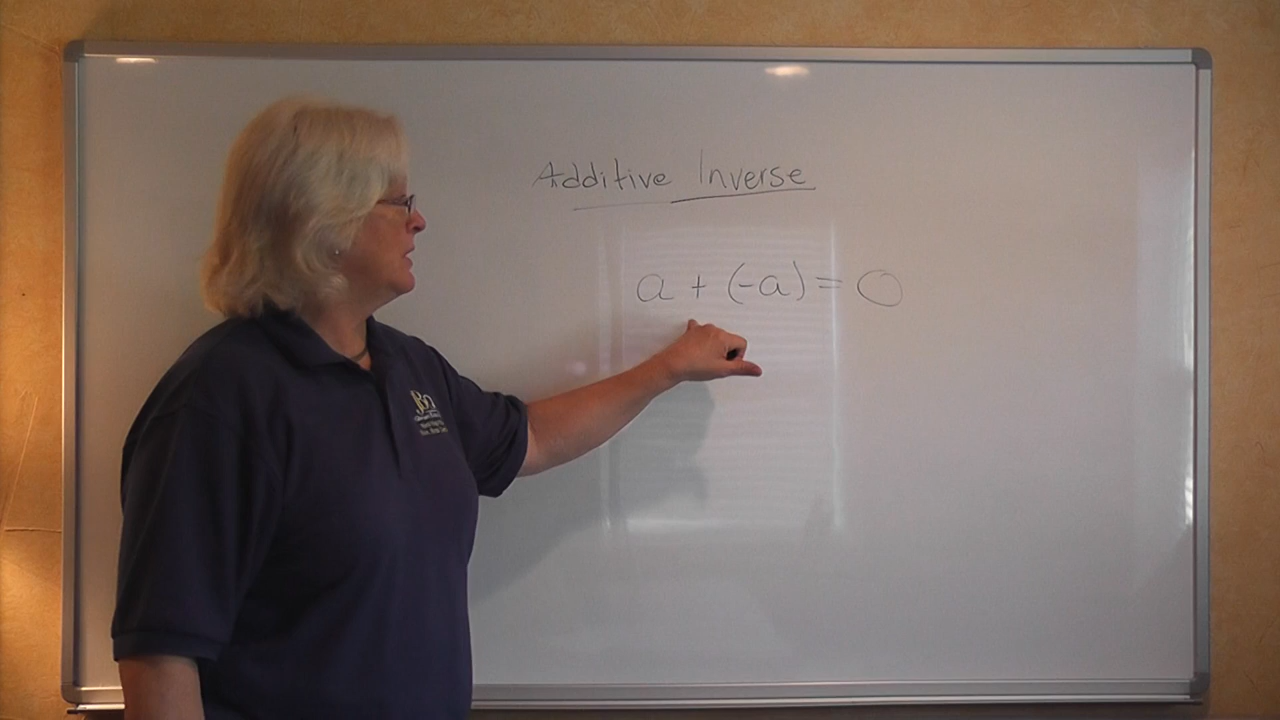 Additive Inverse
a + (-a) = 0